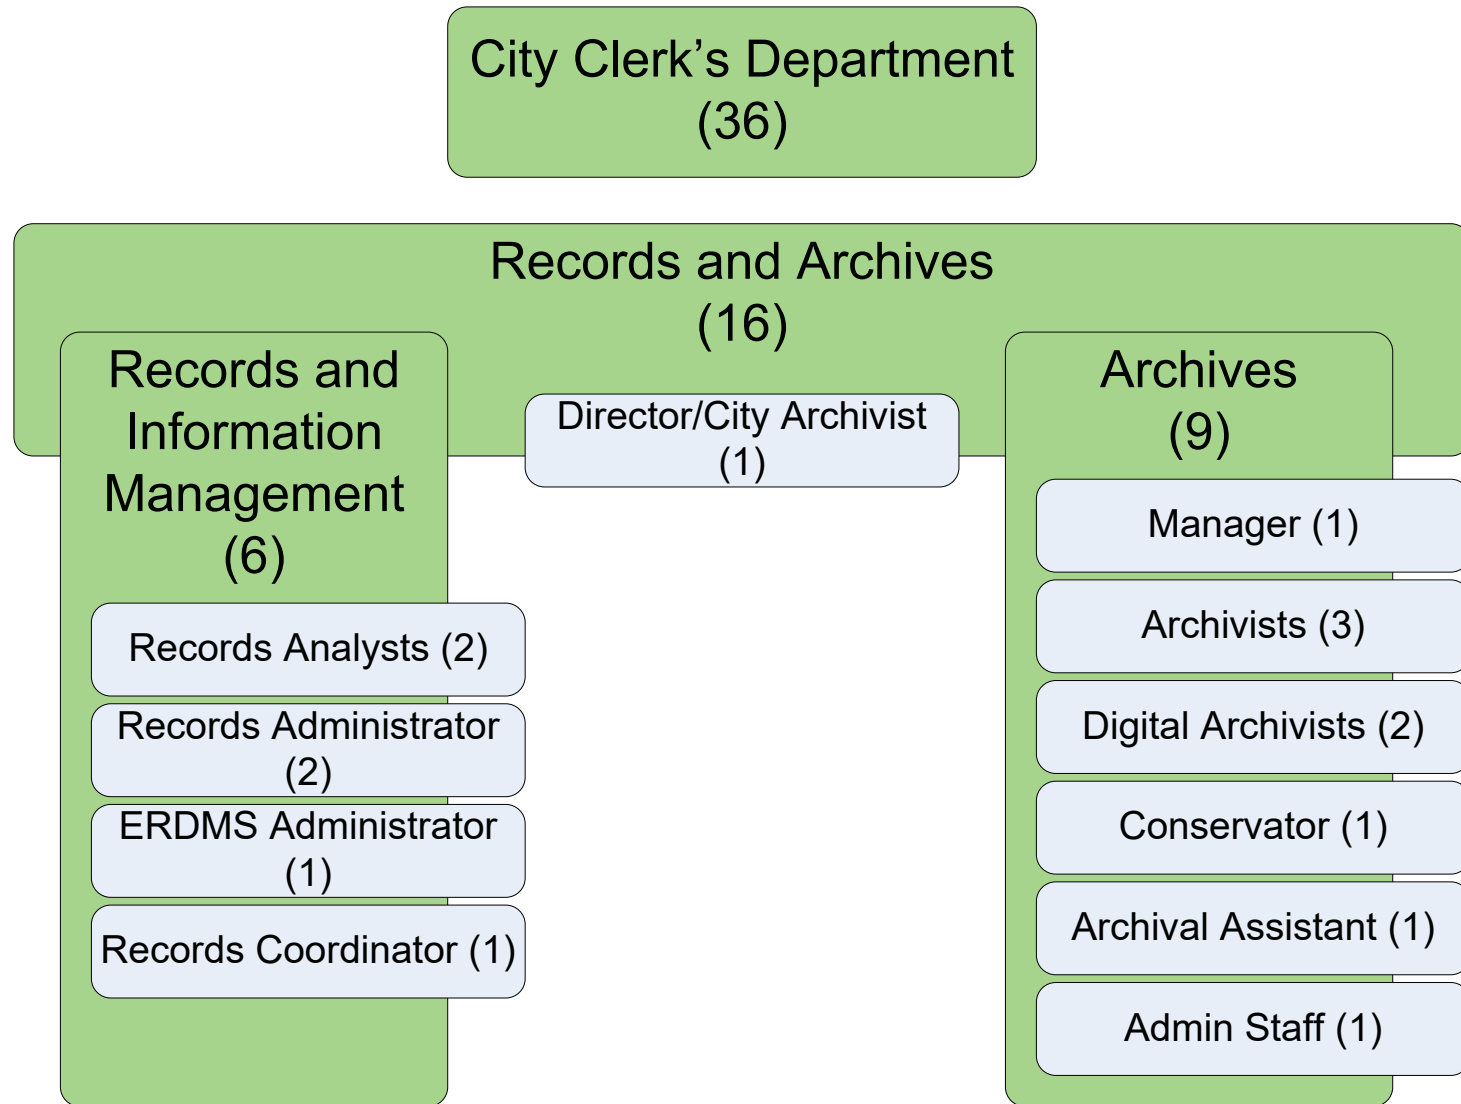 City Clerk’s Department
(36)
Records and Archives
(16)
Records and
Information
Management
(6)
Records Analysts (2)
Records Administrator
(2)
ERDMS Administrator
(1)
Records Coordinator (1)
Director/City Archivist
(1)
Archives
(9)
Manager (1)
Archivists (3)
Digital Archivists (2)
Conservator (1)
Archival Assistant (1)
Admin Staff (1)